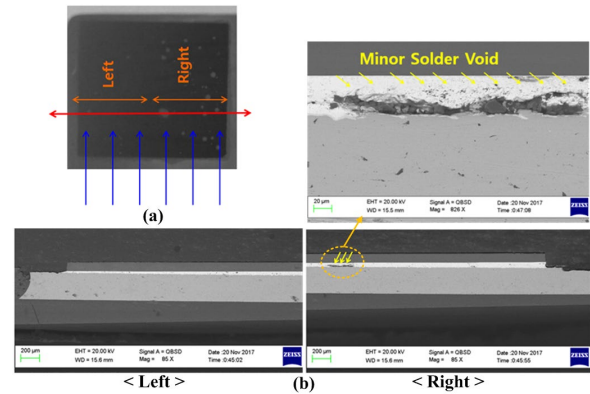 Left
Right
(a)
Minor Solder Void
20 µm
EHT = 20.00 kV
WD = 15.5 mm
Signal A = QBSD
Mag = 826 X
Date :20 Nov 2017
Time :0:47:08
ZEISS
200 µm
EHT = 20.00 kV
WD = 15.6 mm
Signal A = QBSD
Mag = 85 X
Date :20 Nov 2017
Time :0:45:02
ZEISS
200 µm
EHT = 20.00 kV
WD = 15.6 mm
Signal A = QBSD
Mag = 85 X
Date :20 Nov 2017
Time :0:45:55
ZEISS
< Left >
(b)
< Right >